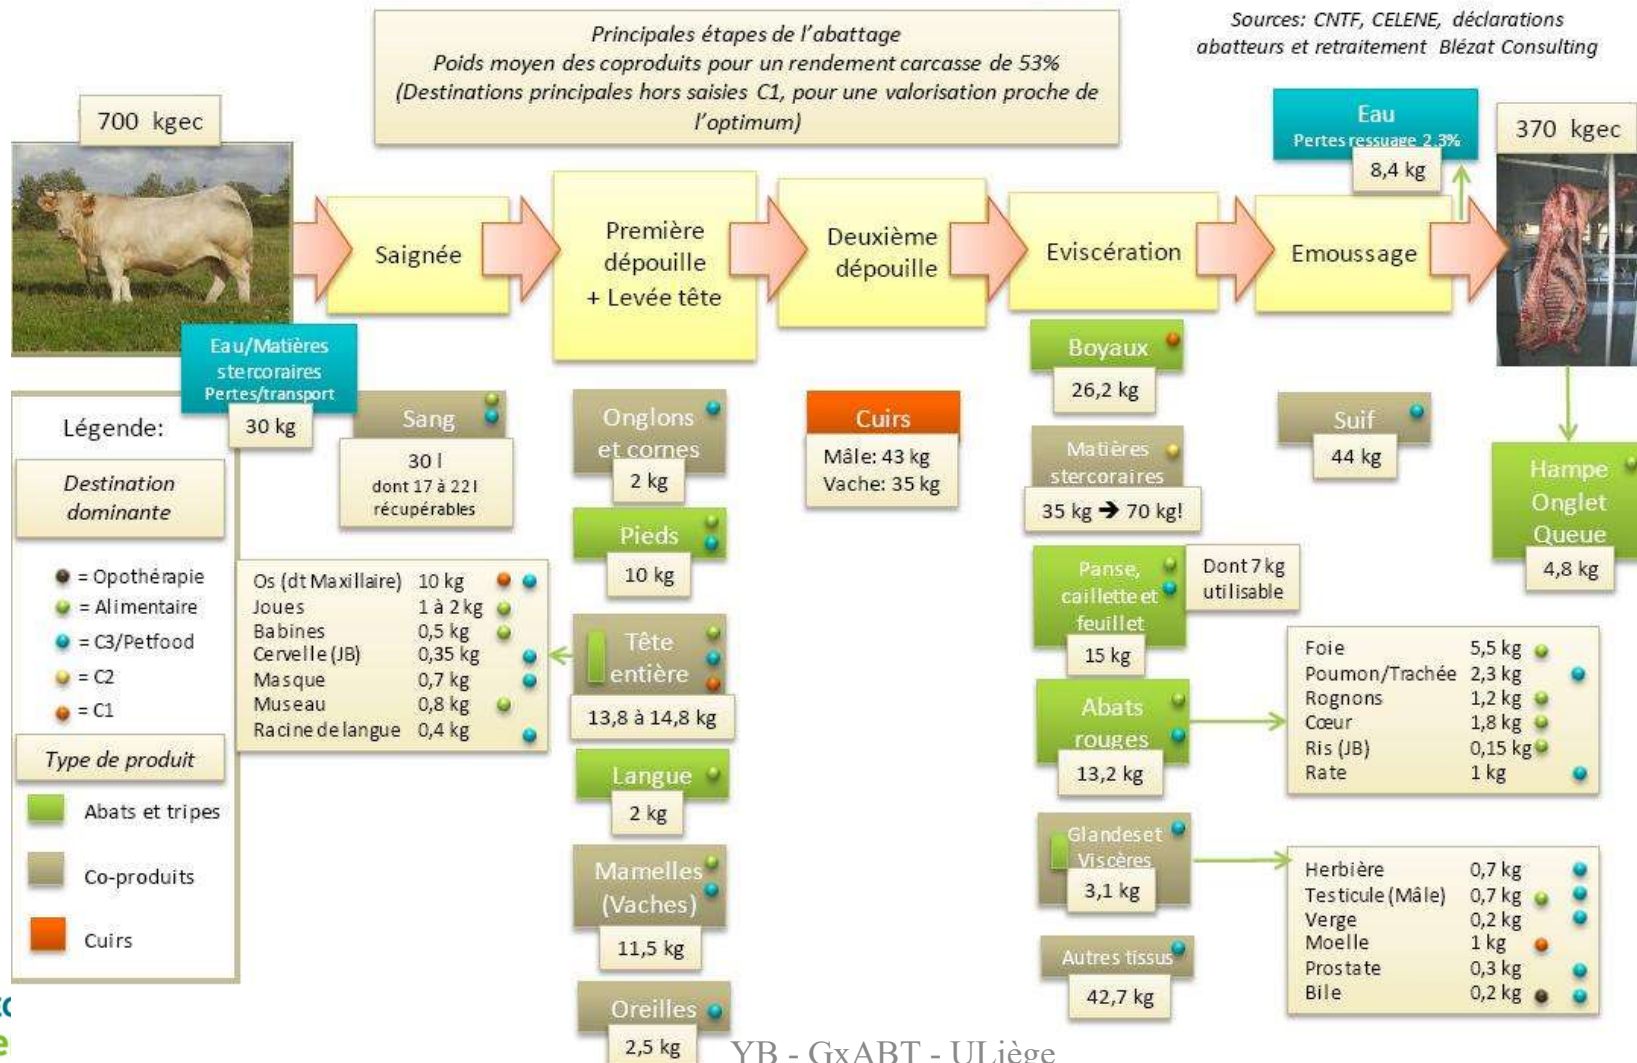 Principales étapes de l'abattage
Poids moyen des coproduits pour un rendement carcasse de 53%
(Destinations principales hors saisies C1, pour une valorisation proche de
l'optimum)
Sources: CNTF, CELENE, déclarations
abatteurs et retraitement Blézat Consulting
700 kgec
Eau
Pertes ressuage 2.3%
8,4 kg
370 kgec
Saignée
Première
dépouille
+ Levée tête
Deuxième
dépouille
Eviscération
Emoussage
Eau/Matières
stercoraires
Pertes/transport
30 kg
Légende:
Destination
dominante
= Opothérapie
= Alimentaire
= C3/Petfood
= C2
= C1
Type de produit
Abats et tripes
Co-produits
Cuirs
Sang
30 l
dont 17 à 22 l
récupérables
Os (dt Maxillaire) 10 kg
Joues 1 à 2 kg
Babines 0,5 kg
Cervelle (JB) 0,35 kg
Masque 0,7 kg
Museau 0,8 kg
Racine de langue 0,4 kg
Onglons
et cornes
2 kg
Pieds
10 kg
Tête
entière
13,8 à 14,8 kg
Langue
2 kg
Mamelles
(Vaches)
11,5 kg
Oreilles
2,5 kg
Cuirs
Mâle: 43 kg
Vache: 35 kg
Boyaux
26,2 kg
Matières
stercoraires
35 kg ➔ 70 kg!
Panse,
caillette et
feuillet
15 kg
Dont 7 kg
utilisable
Abats
rouges
13,2 kg
Glandes et
Viscères
3,1 kg
Autres tissus
42,7 kg
Suif
44 kg
Hampe
Onglet
Queue
4,8 kg
Foie 5,5 kg
Poumon/Trachée 2,3 kg
Rognons 1,2 kg
Cœur 1,8 kg
Ris (JB) 0,15 kg
Rate 1 kg
Herbière 0,7 kg
Testicule (Mâle) 0,7 kg
Verge 0,2 kg
Moelle 1 kg
Prostate 0,3 kg
Bile 0,2 kg
YB - GxABT - ULiège